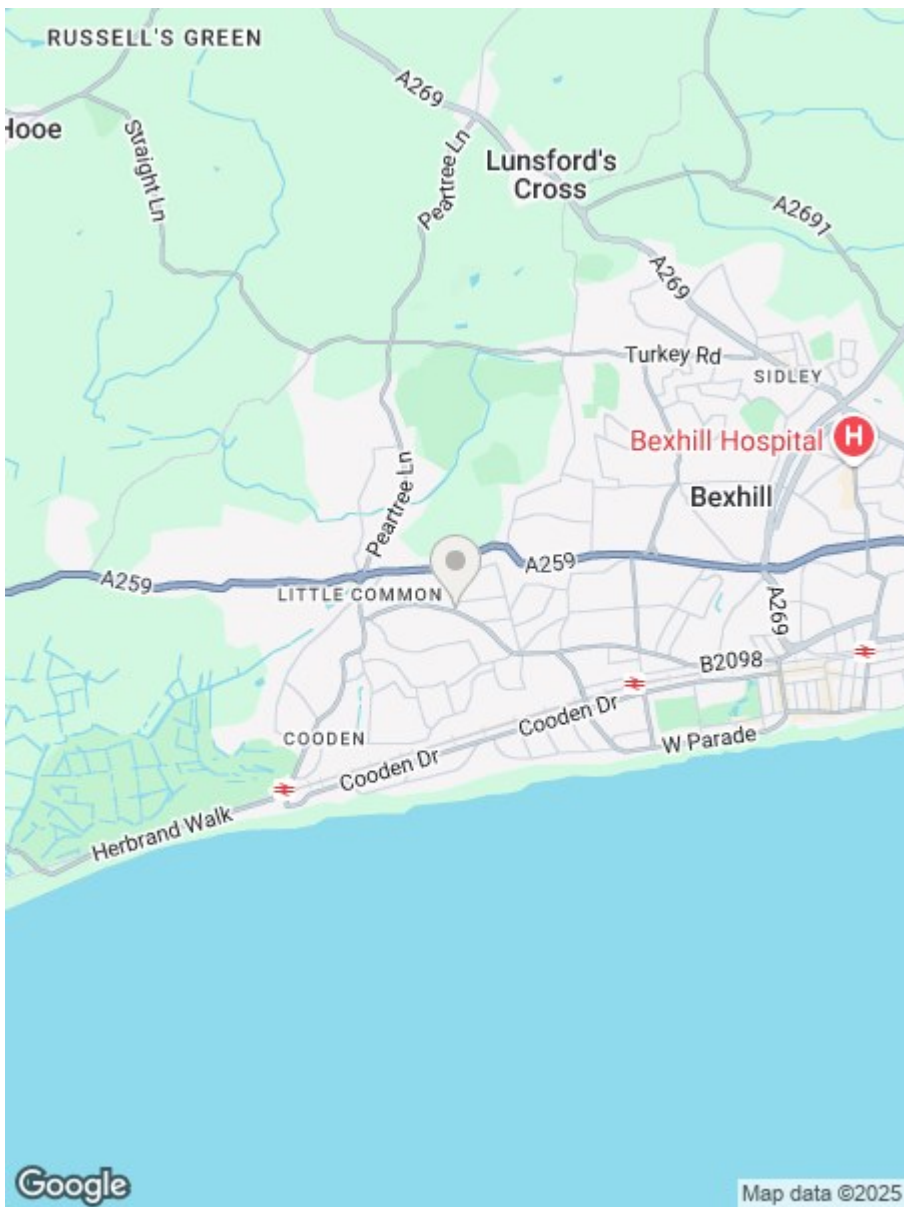 RUSSELL'S GREEN
A269
Hooe
Straight Ln
Peartree Ln
Lunsford's
Cross
A2691
A269
Turkey Rd
SIDLEY
Bexhill Hospital
H
Bexhill
Peartree Ln
A259
A259
LITTLE COMMON
A269
B2098
Cooden Dr
W Parade
COODEN
Cooden Dr
Herbrand Walk
Google
Map data ©2025